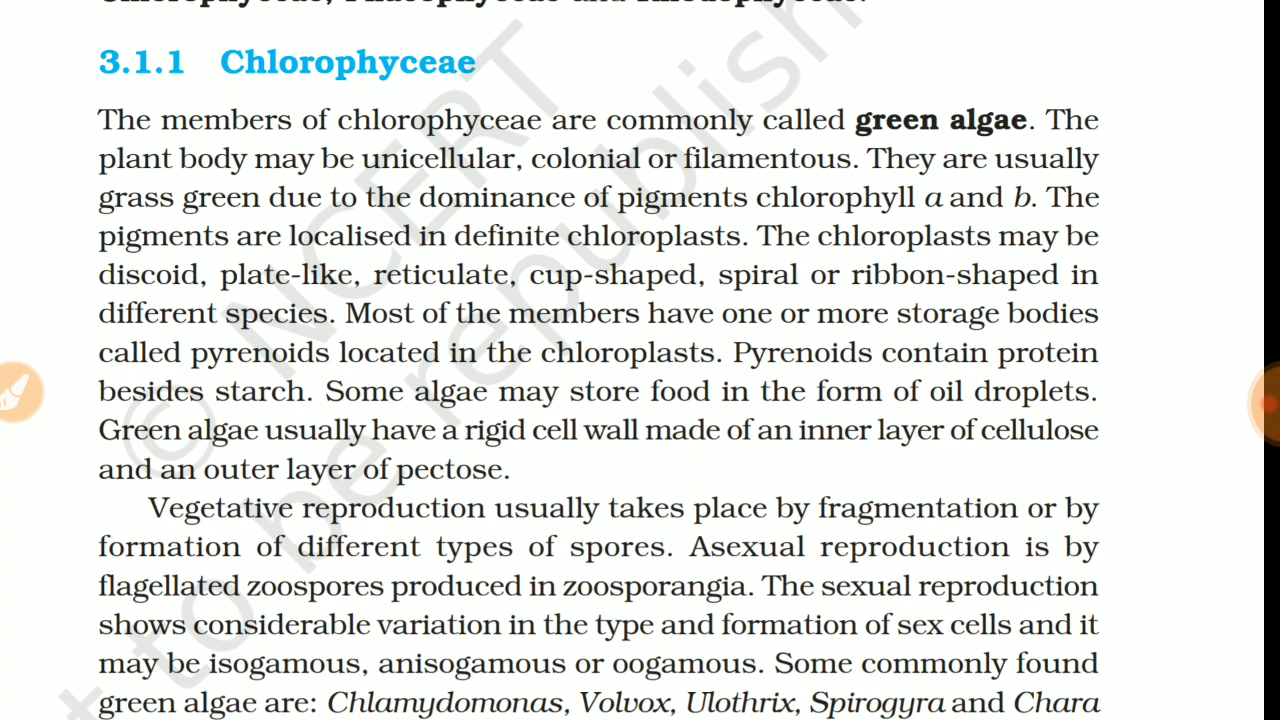 Chlorophyceae, Phaeophyceae and Rhodophyceae.
3.1.1 Chlorophyceae
The members of chlorophyceae are commonly called green algae. The
plant body may be unicellular, colonial or filamentous. They are usually
grass green due to the dominance of pigments chlorophyll a and b. The
pigments are localised in definite chloroplasts. The chloroplasts may be
discoid, plate-like, reticulate, cup-shaped, spiral or ribbon-shaped in
different species. Most of the members have one or more storage bodies
called pyrenoids located in the chloroplasts. Pyrenoids contain protein
besides starch. Some algae may store food in the form of oil droplets.
Green algae usually have a rigid cell wall made of an inner layer of cellulose
and an outer layer of pectose.
Vegetative reproduction usually takes place by fragmentation or by
formation of different types of spores. Asexual reproduction is by
flagellated zoospores produced in zoosporangia. The sexual reproduction
shows considerable variation in the type and formation of sex cells and it
may be isogamous, anisogamous or oogamous. Some commonly found
green algae are: Chlamydomonas, Volvox, Ulothrix, Spirogyra and Chara
© NCERT
to be republish